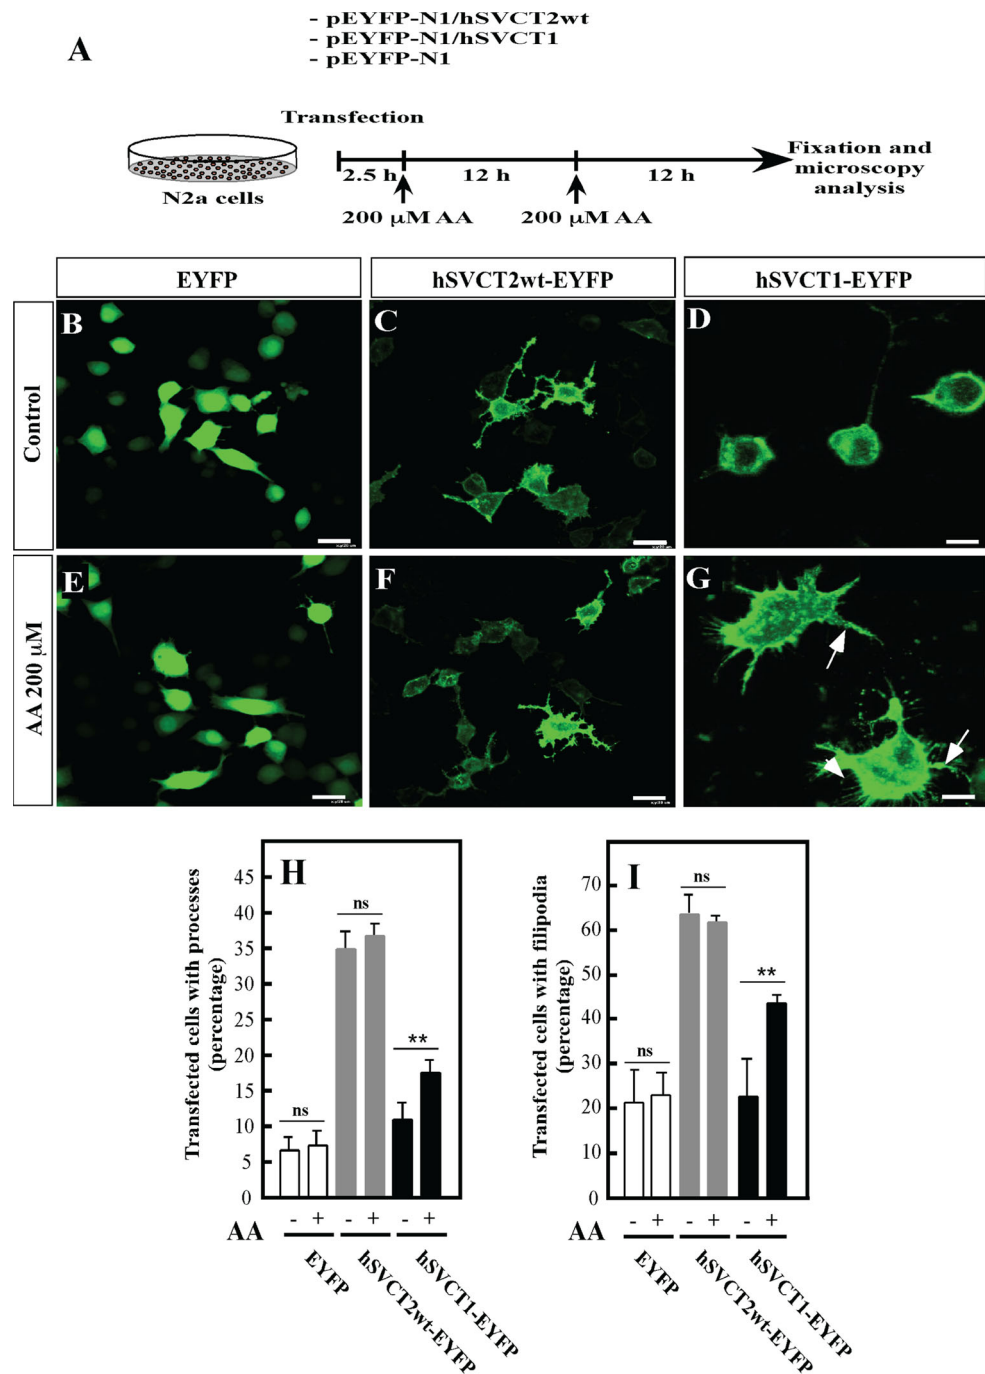 A
- pEYFP-N1/hSVCT2wt
- pEYFP-N1/hSVCT1
- pEYFP-N1
Transfection
N2a cells
2.5 h
12 h
12 h
200 µM AA
200 µM AA
Fixation and
microscopy
analysis
EYFP
hSVCT2wt-EYFP
hSVCT1-EYFP
Control
B
C
D
AA 200 µM
E
F
G
H
Transfected cells with processes
(percentage)
45
40
35
30
25
20
15
10
5
0
ns
ns
**
AA
- + - + - +
EYFP
hSVCT2wt-EYFP
hSVCT1-EYFP
I
Transfected cells with filipodia
(percentage)
70
60
50
40
30
20
10
0
ns
ns
**
AA
- + - + - +
EYFP
hSVCT2wt-EYFP
hSVCT1-EYFP